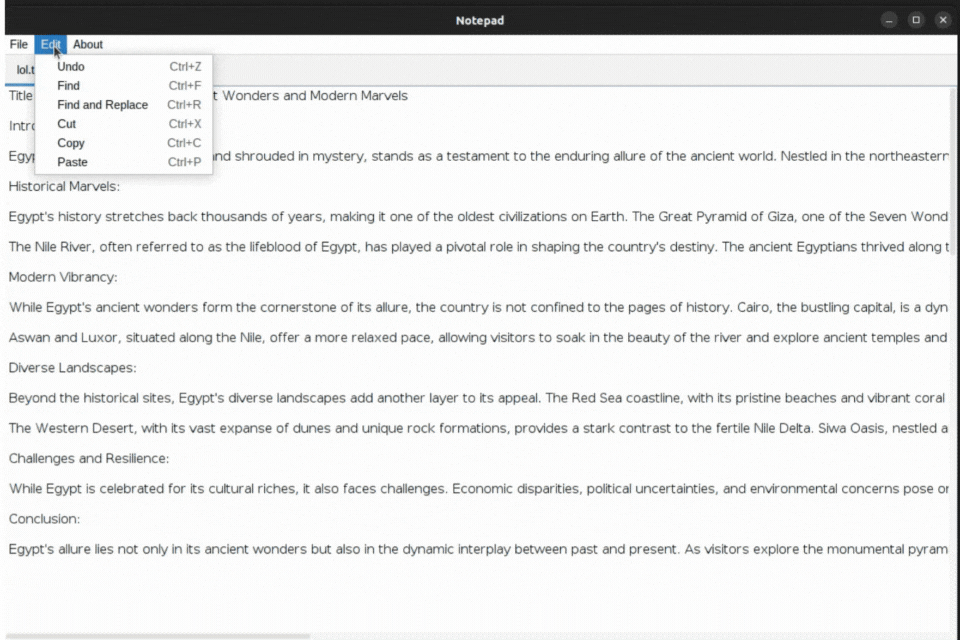 Notepad
File Edit About
lol.t
Undo Ctrl+Z
Find Ctrl+F
Find and Replace Ctrl+R
Cut Ctrl+X
Copy Ctrl+C
Paste Ctrl+P
Title t Wonders and Modern Marvels
Intro
Egyp nd shrouded in mystery, stands as a testament to the enduring allure of the ancient world. Nestled in the northeastern
Historical Marvels:
Egypt's history stretches back thousands of years, making it one of the oldest civilizations on Earth. The Great Pyramid of Giza, one of the Seven Wond
The Nile River, often referred to as the lifeblood of Egypt, has played a pivotal role in shaping the country's destiny. The ancient Egyptians thrived along t
Modern Vibrancy:
While Egypt's ancient wonders form the cornerstone of its allure, the country is not confined to the pages of history. Cairo, the bustling capital, is a dyn
Aswan and Luxor, situated along the Nile, offer a more relaxed pace, allowing visitors to soak in the beauty of the river and explore ancient temples and
Diverse Landscapes:
Beyond the historical sites, Egypt's diverse landscapes add another layer to its appeal. The Red Sea coastline, with its pristine beaches and vibrant coral
The Western Desert, with its vast expanse of dunes and unique rock formations, provides a stark contrast to the fertile Nile Delta. Siwa Oasis, nestled a
Challenges and Resilience:
While Egypt is celebrated for its cultural riches, it also faces challenges. Economic disparities, political uncertainties, and environmental concerns pose or
Conclusion:
Egypt's allure lies not only in its ancient wonders but also in the dynamic interplay between past and present. As visitors explore the monumental pyram